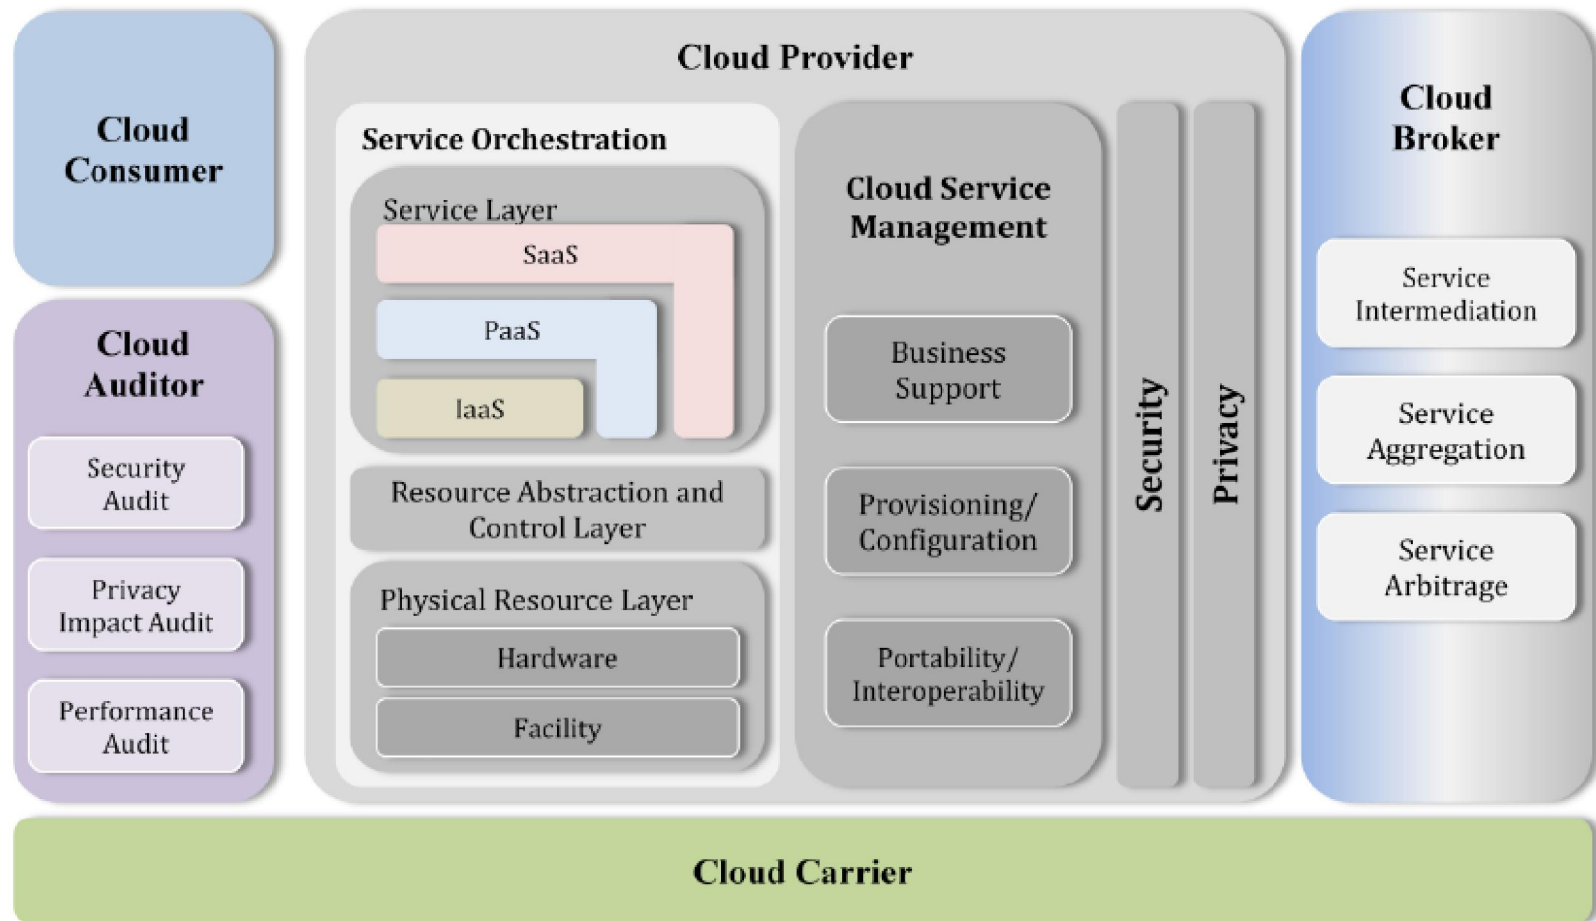 Cloud
Consumer
Cloud
Auditor
Security
Audit
Privacy
Impact Audit
Performance
Audit
Cloud Provider
Service Orchestration
Service Layer
SaaS
PaaS
IaaS
Resource Abstraction and
Control Layer
Physical Resource Layer
Hardware
Facility
Cloud Service
Management
Business
Support
Provisioning/
Configuration
Portability/
Interoperability
Security
Privacy
Cloud
Broker
Service
Intermediation
Service
Aggregation
Service
Arbitrage
Cloud Carrier